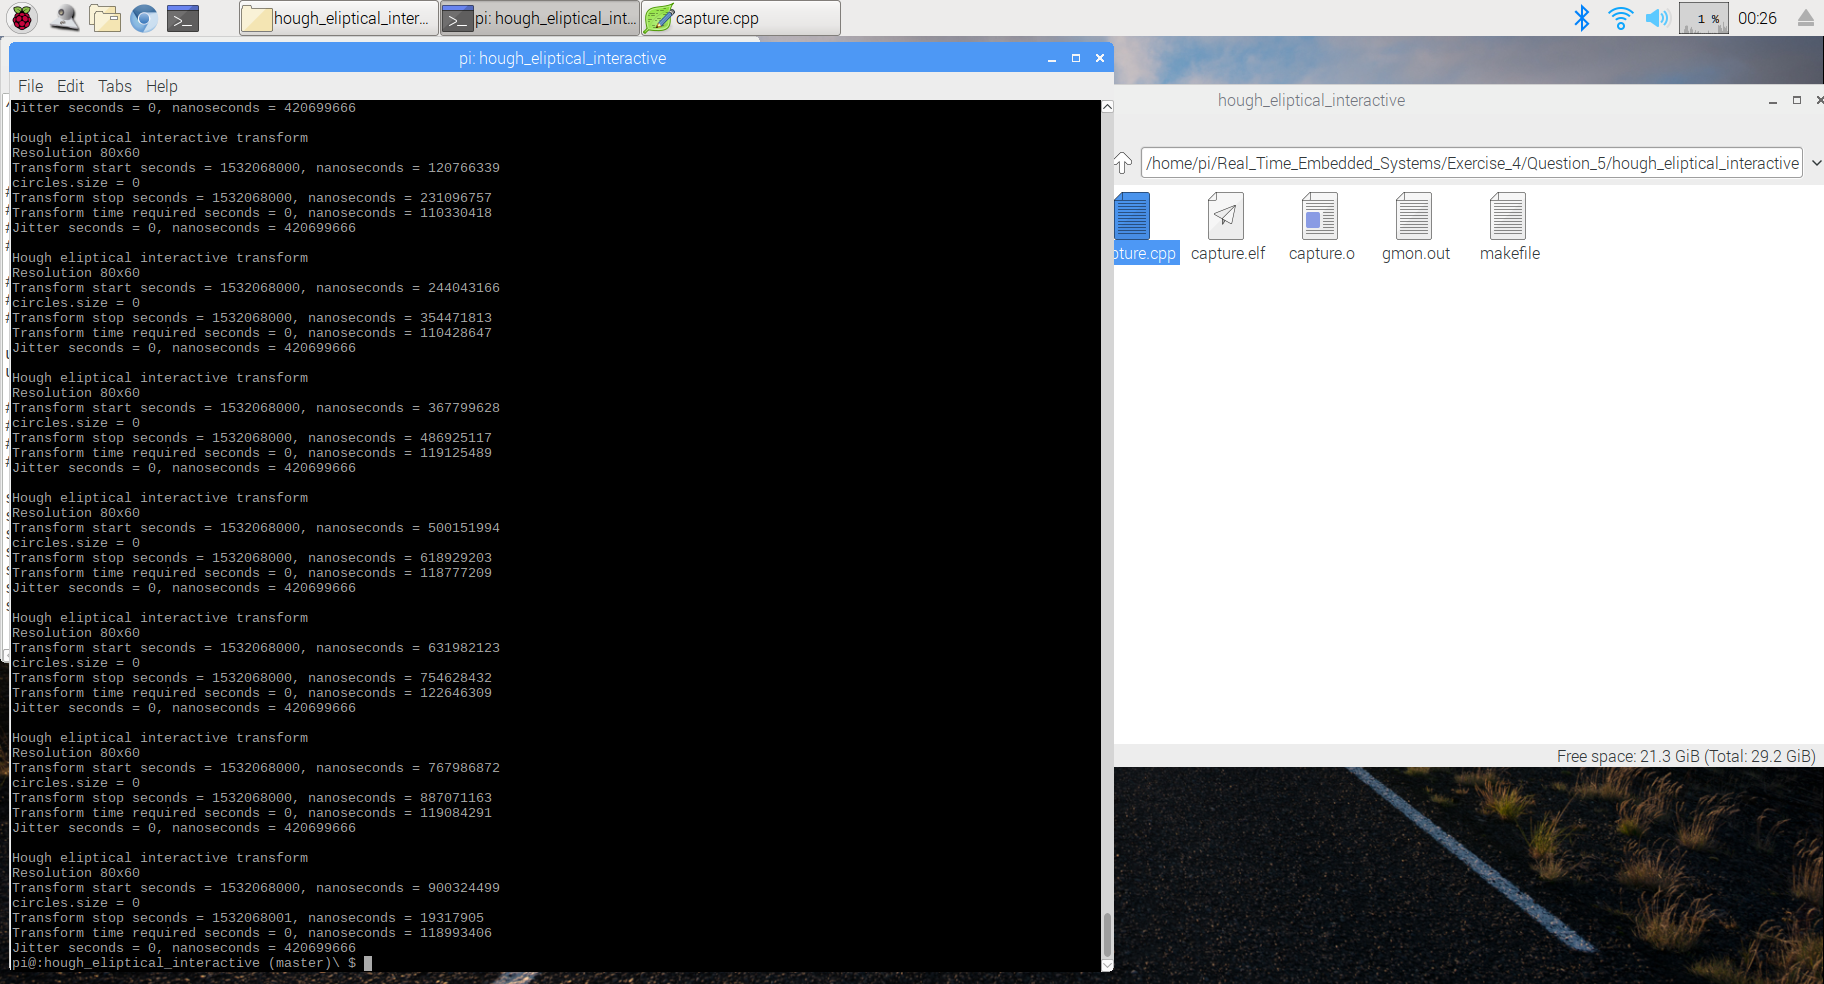 hough_eliptical_inter...
pi: hough_eliptical_int...
capture.cpp
1 %
00:26
pi: hough_eliptical_interactive
File Edit Tabs Help
Jitter seconds = 0, nanoseconds = 420699666
Hough eliptical interactive transform
Resolution 80x60
Transform start seconds = 1532068000, nanoseconds = 120766339
circles.size = 0
Transform stop seconds = 1532068000, nanoseconds = 231096757
Transform time required seconds = 0, nanoseconds = 110330418
Jitter seconds = 0, nanoseconds = 420699666
Hough eliptical interactive transform
Resolution 80x60
Transform start seconds = 1532068000, nanoseconds = 244043166
circles.size = 0
Transform stop seconds = 1532068000, nanoseconds = 354471813
Transform time required seconds = 0, nanoseconds = 110428647
Jitter seconds = 0, nanoseconds = 420699666
Hough eliptical interactive transform
Resolution 80x60
Transform start seconds = 1532068000, nanoseconds = 367799628
circles.size = 0
Transform stop seconds = 1532068000, nanoseconds = 486925117
Transform time required seconds = 0, nanoseconds = 119125489
Jitter seconds = 0, nanoseconds = 420699666
Hough eliptical interactive transform
Resolution 80x60
Transform start seconds = 1532068000, nanoseconds = 500151994
circles.size = 0
Transform stop seconds = 1532068000, nanoseconds = 618929203
Transform time required seconds = 0, nanoseconds = 118777209
Jitter seconds = 0, nanoseconds = 420699666
Hough eliptical interactive transform
Resolution 80x60
Transform start seconds = 1532068000, nanoseconds = 631982123
circles.size = 0
Transform stop seconds = 1532068000, nanoseconds = 754628432
Transform time required seconds = 0, nanoseconds = 122646309
Jitter seconds = 0, nanoseconds = 420699666
Hough eliptical interactive transform
Resolution 80x60
Transform start seconds = 1532068000, nanoseconds = 767986872
circles.size = 0
Transform stop seconds = 1532068000, nanoseconds = 887071163
Transform time required seconds = 0, nanoseconds = 119084291
Jitter seconds = 0, nanoseconds = 420699666
Hough eliptical interactive transform
Resolution 80x60
Transform start seconds = 1532068000, nanoseconds = 900324499
circles.size = 0
Transform stop seconds = 1532068001, nanoseconds = 19317905
Transform time required seconds = 0, nanoseconds = 118993406
Jitter seconds = 0, nanoseconds = 420699666
pi@:hough_eliptical_interactive (master)\ $
hough_eliptical_interactive
/home/pi/Real_Time_Embedded_Systems/Exercise_4/Question_5/hough_eliptical_interactive
pture.cpp
capture.elf
capture.o
gmon.out
makefile
Free space: 21.3 GiB (Total: 29.2 GiB)